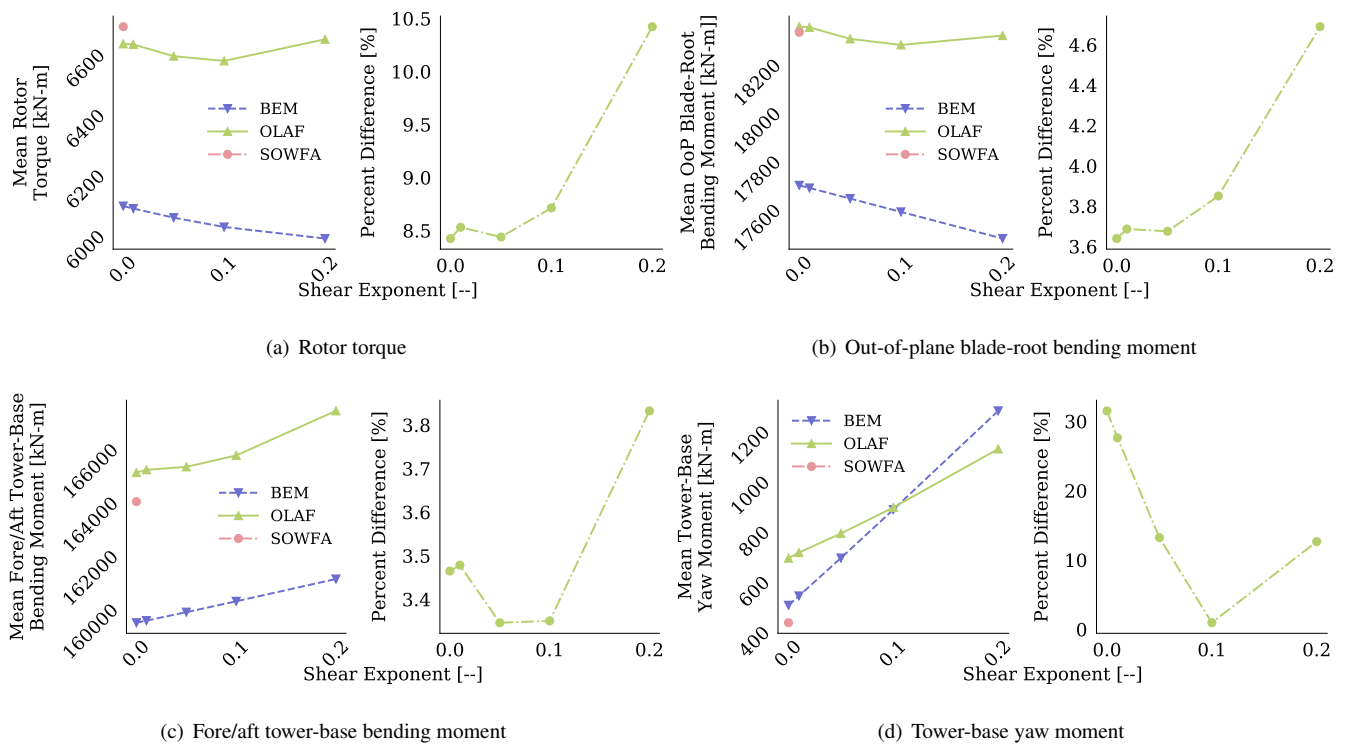 Mean Rotor
Torque [kN-m]
6600
6400
6200
6000
BEM
OLAF
SOWFA
0.0
0.1
0.2
Percent Difference [%]
10.5
10.0
9.5
9.0
8.5
0.0
0.1
0.2
Shear Exponent [--]
(a) Rotor torque
Mean OoP Blade-Root
Bending Moment [kN-m]]
18200
18000
17800
17600
BEM
OLAF
SOWFA
0.0
0.1
0.2
Percent Difference [%]
4.6
4.4
4.2
4.0
3.8
3.6
0.0
0.1
0.2
Shear Exponent [--]
(b) Out-of-plane blade-root bending moment
Mean Fore/Aft Tower-Base
Bending Moment [kN-m]
166000
164000
162000
160000
BEM
OLAF
SOWFA
0.0
0.1
0.2
Percent Difference [%]
3.8
3.7
3.6
3.5
3.4
0.0
0.1
0.2
Shear Exponent [--]
(c) Fore/aft tower-base bending moment
Mean Tower-Base
Yaw Moment [kN-m]
1200
1000
800
600
400
BEM
OLAF
SOWFA
0.0
0.1
0.2
Percent Difference [%]
30
20
10
0
0.0
0.1
0.2
Shear Exponent [--]
(d) Tower-base yaw moment